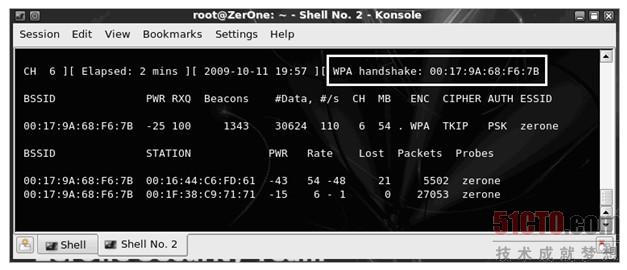 root@ZerOne: ~ - Shell No. 2 - Konsole
Session Edit View Bookmarks Settings Help
CH 6 ][ Elapsed: 2 mins ][ 2009-10-11 19:57 ][ WPA handshake: 00:17:9A:68:F6:7B
BSSID PWR RXQ Beacons #Data, #/s CH MB ENC CIPHER AUTH ESSID
00:17:9A:68:F6:7B -25 100 1343 30624 110 6 54 . WPA TKIP PSK zerone
BSSID STATION PWR Rate Lost Packets Probes
00:17:9A:68:F6:7B 00:16:44:C6:FD:61 -43 54 -48 21 5502 zerone
00:17:9A:68:F6:7B 00:1F:38:C9:71:71 -15 6 - 1 0 27053 zerone
51CTO.com
技术成就梦想
Shell Shell No. 2